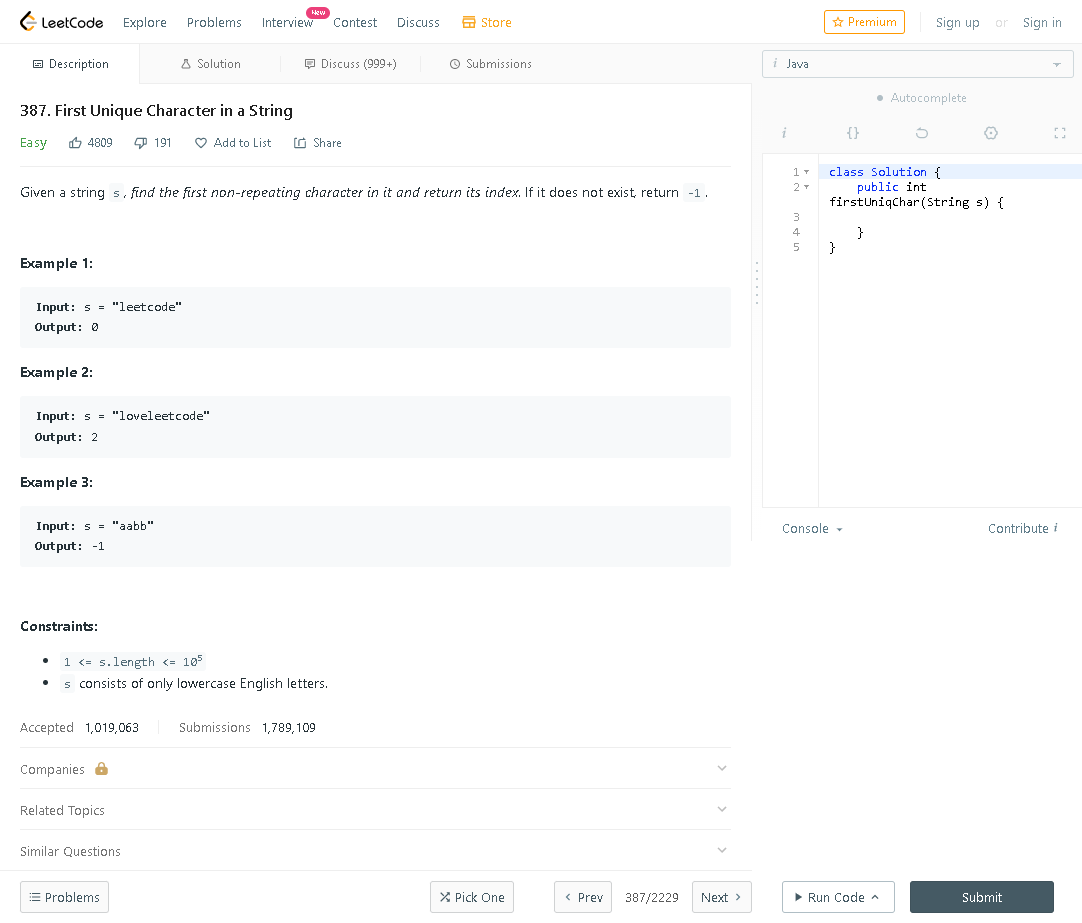 LeetCode Explore Problems Interview New Contest Discuss Store Premium Sign up or Sign in
Description Solution Discuss (999+) Submissions
i Java
Autocomplete
i {}
387. First Unique Character in a String
Easy 4809 191 Add to List Share
Given a string s, find the first non-repeating character in it and return its index. If it does not exist, return -1.
Example 1:
Input: s = "leetcode"
Output: 0
Example 2:
Input: s = "loveleetcode"
Output: 2
Example 3:
Input: s = "aabb"
Output: -1
Constraints:
1 <= s.length <= 10⁵
s consists of only lowercase English letters.
Accepted 1,019,063 Submissions 1,789,109
Companies
Related Topics
Similar Questions
1 class Solution {
2 public int
firstUniqChar(String s) {
3
4 }
5 }
Console Contribute i
Problems Pick One Prev 387/2229 Next Run Code Submit